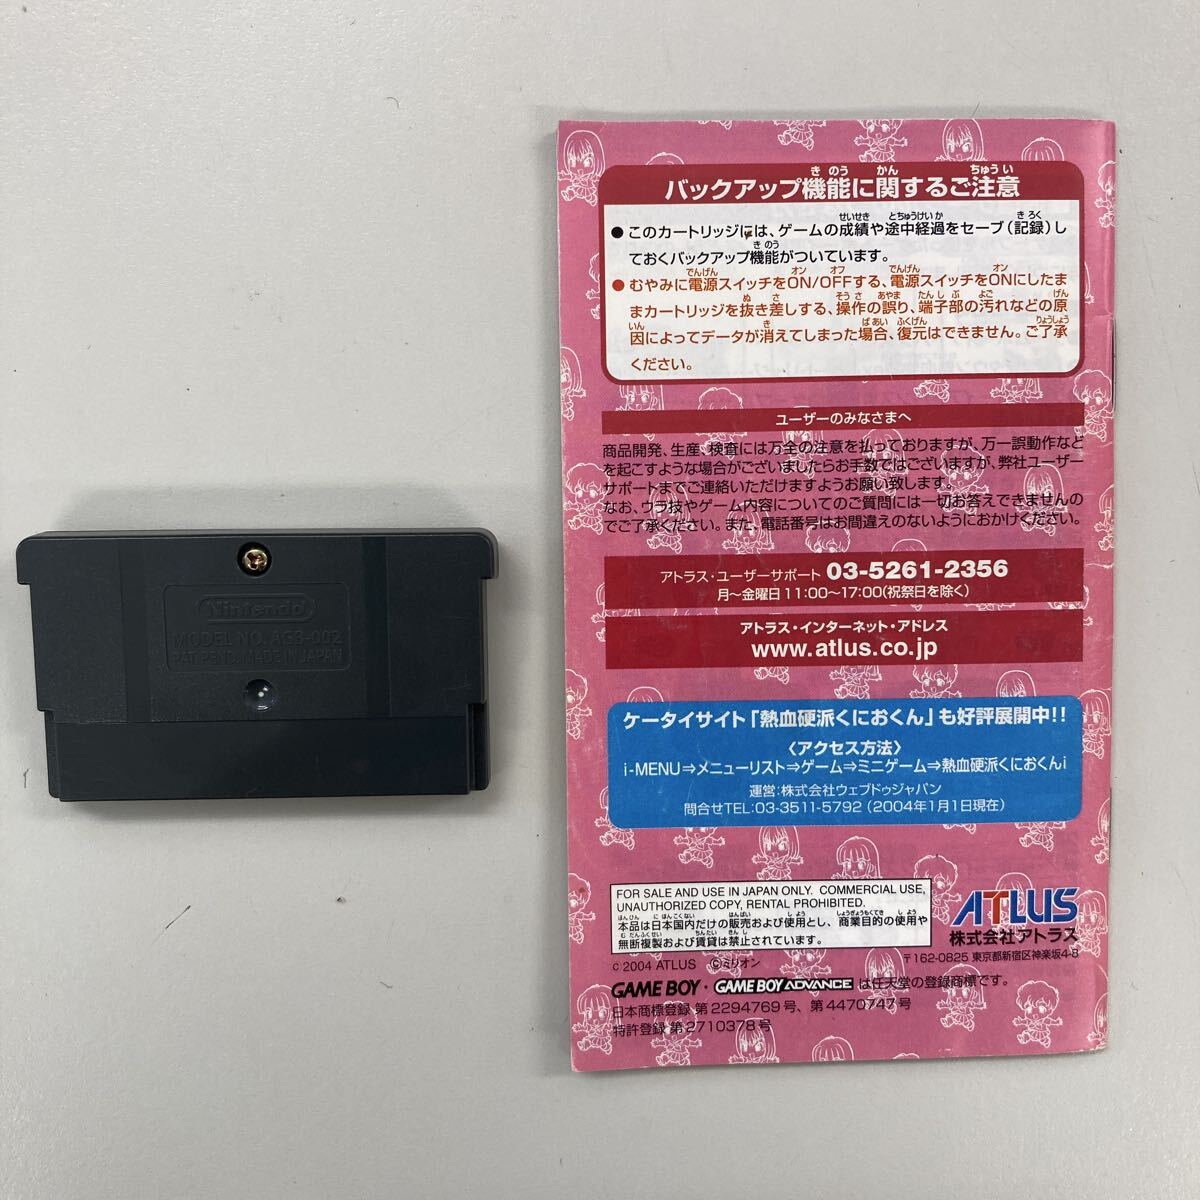 Nintendo
MODEL NO. AGB-002
PAT. PEND. MADE IN JAPAN
バックアップ機能に関するご注意
●このカートリッジには、ゲームの成績や途中経過をセーブ(記録)し
ておくバックアップ機能がついています。
●むやみに電源スイッチをON/OFFする、電源スイッチをONにしたま
まカートリッジを抜き差しする、操作の誤り、端子部の汚れなどの原
因によってデータが消えてしまった場合、復元はできません。ご了承
ください。
ユーザーのみなさまへ
商品開発、生産、検査には万全の注意を払っておりますが、万一誤動作など
を起こすような場合がございましたらお手数ではございますが、弊社ユーザー
サポートまでご連絡いただけますようお願い致します。
なお、ウラ技やゲーム内容についてのご質問には一切お答えできませんの
でご了承ください。また、電話番号はお間違えのないようにおかけください。
アトラス・ユーザーサポート 03-5261-2356
月〜金曜日11:00〜17:00(祝祭日を除く)
アトラス・インターネット・アドレス
www.atlus.co.jp
ケータイサイト「熱血硬派くにおくん」も好評展開中!!
〈アクセス方法〉
i-MENU⇒メニューリスト⇒ゲーム⇒ミニゲーム⇒熱血硬派くにおくんi
運営:株式会社ウェブドゥジャパン
問合せTEL:03-3511-5792 (2004年1月1日現在)
FOR SALE AND USE IN JAPAN ONLY. COMMERCIAL USE,
UNAUTHORIZED COPY, RENTAL PROHIBITED.
本品は日本国内だけの販売および使用とし、商業目的の使用や
無断複製および賃貸は禁止されています。
ATLUS
株式会社アトラス
〒162-0825 東京都新宿区神楽坂4-8
© 2004 ATLUS ©ミリオン
GAME BOY・GAME BOY ADVANCE は任天堂の登録商標です。
日本商標登録 第2294769号、第4470747号
特許登録 第2710378号